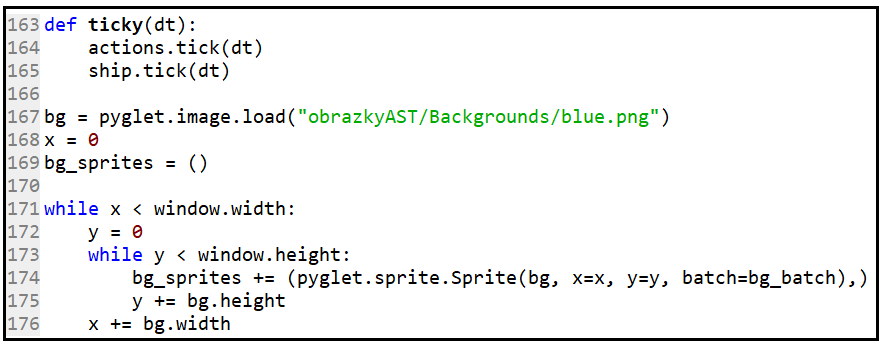 163 def ticky(dt):
164     actions.tick(dt)
165     ship.tick(dt)
166
167 bg = pyglet.image.load("obrazkyAST/Backgrounds/blue.png")
168 x = 0
169 bg_sprites = ()
170
171 while x < window.width:
172     y = 0
173     while y < window.height:
174         bg_sprites += (pyglet.sprite.Sprite(bg, x=x, y=y, batch=bg_batch),)
175         y += bg.height
176     x += bg.width